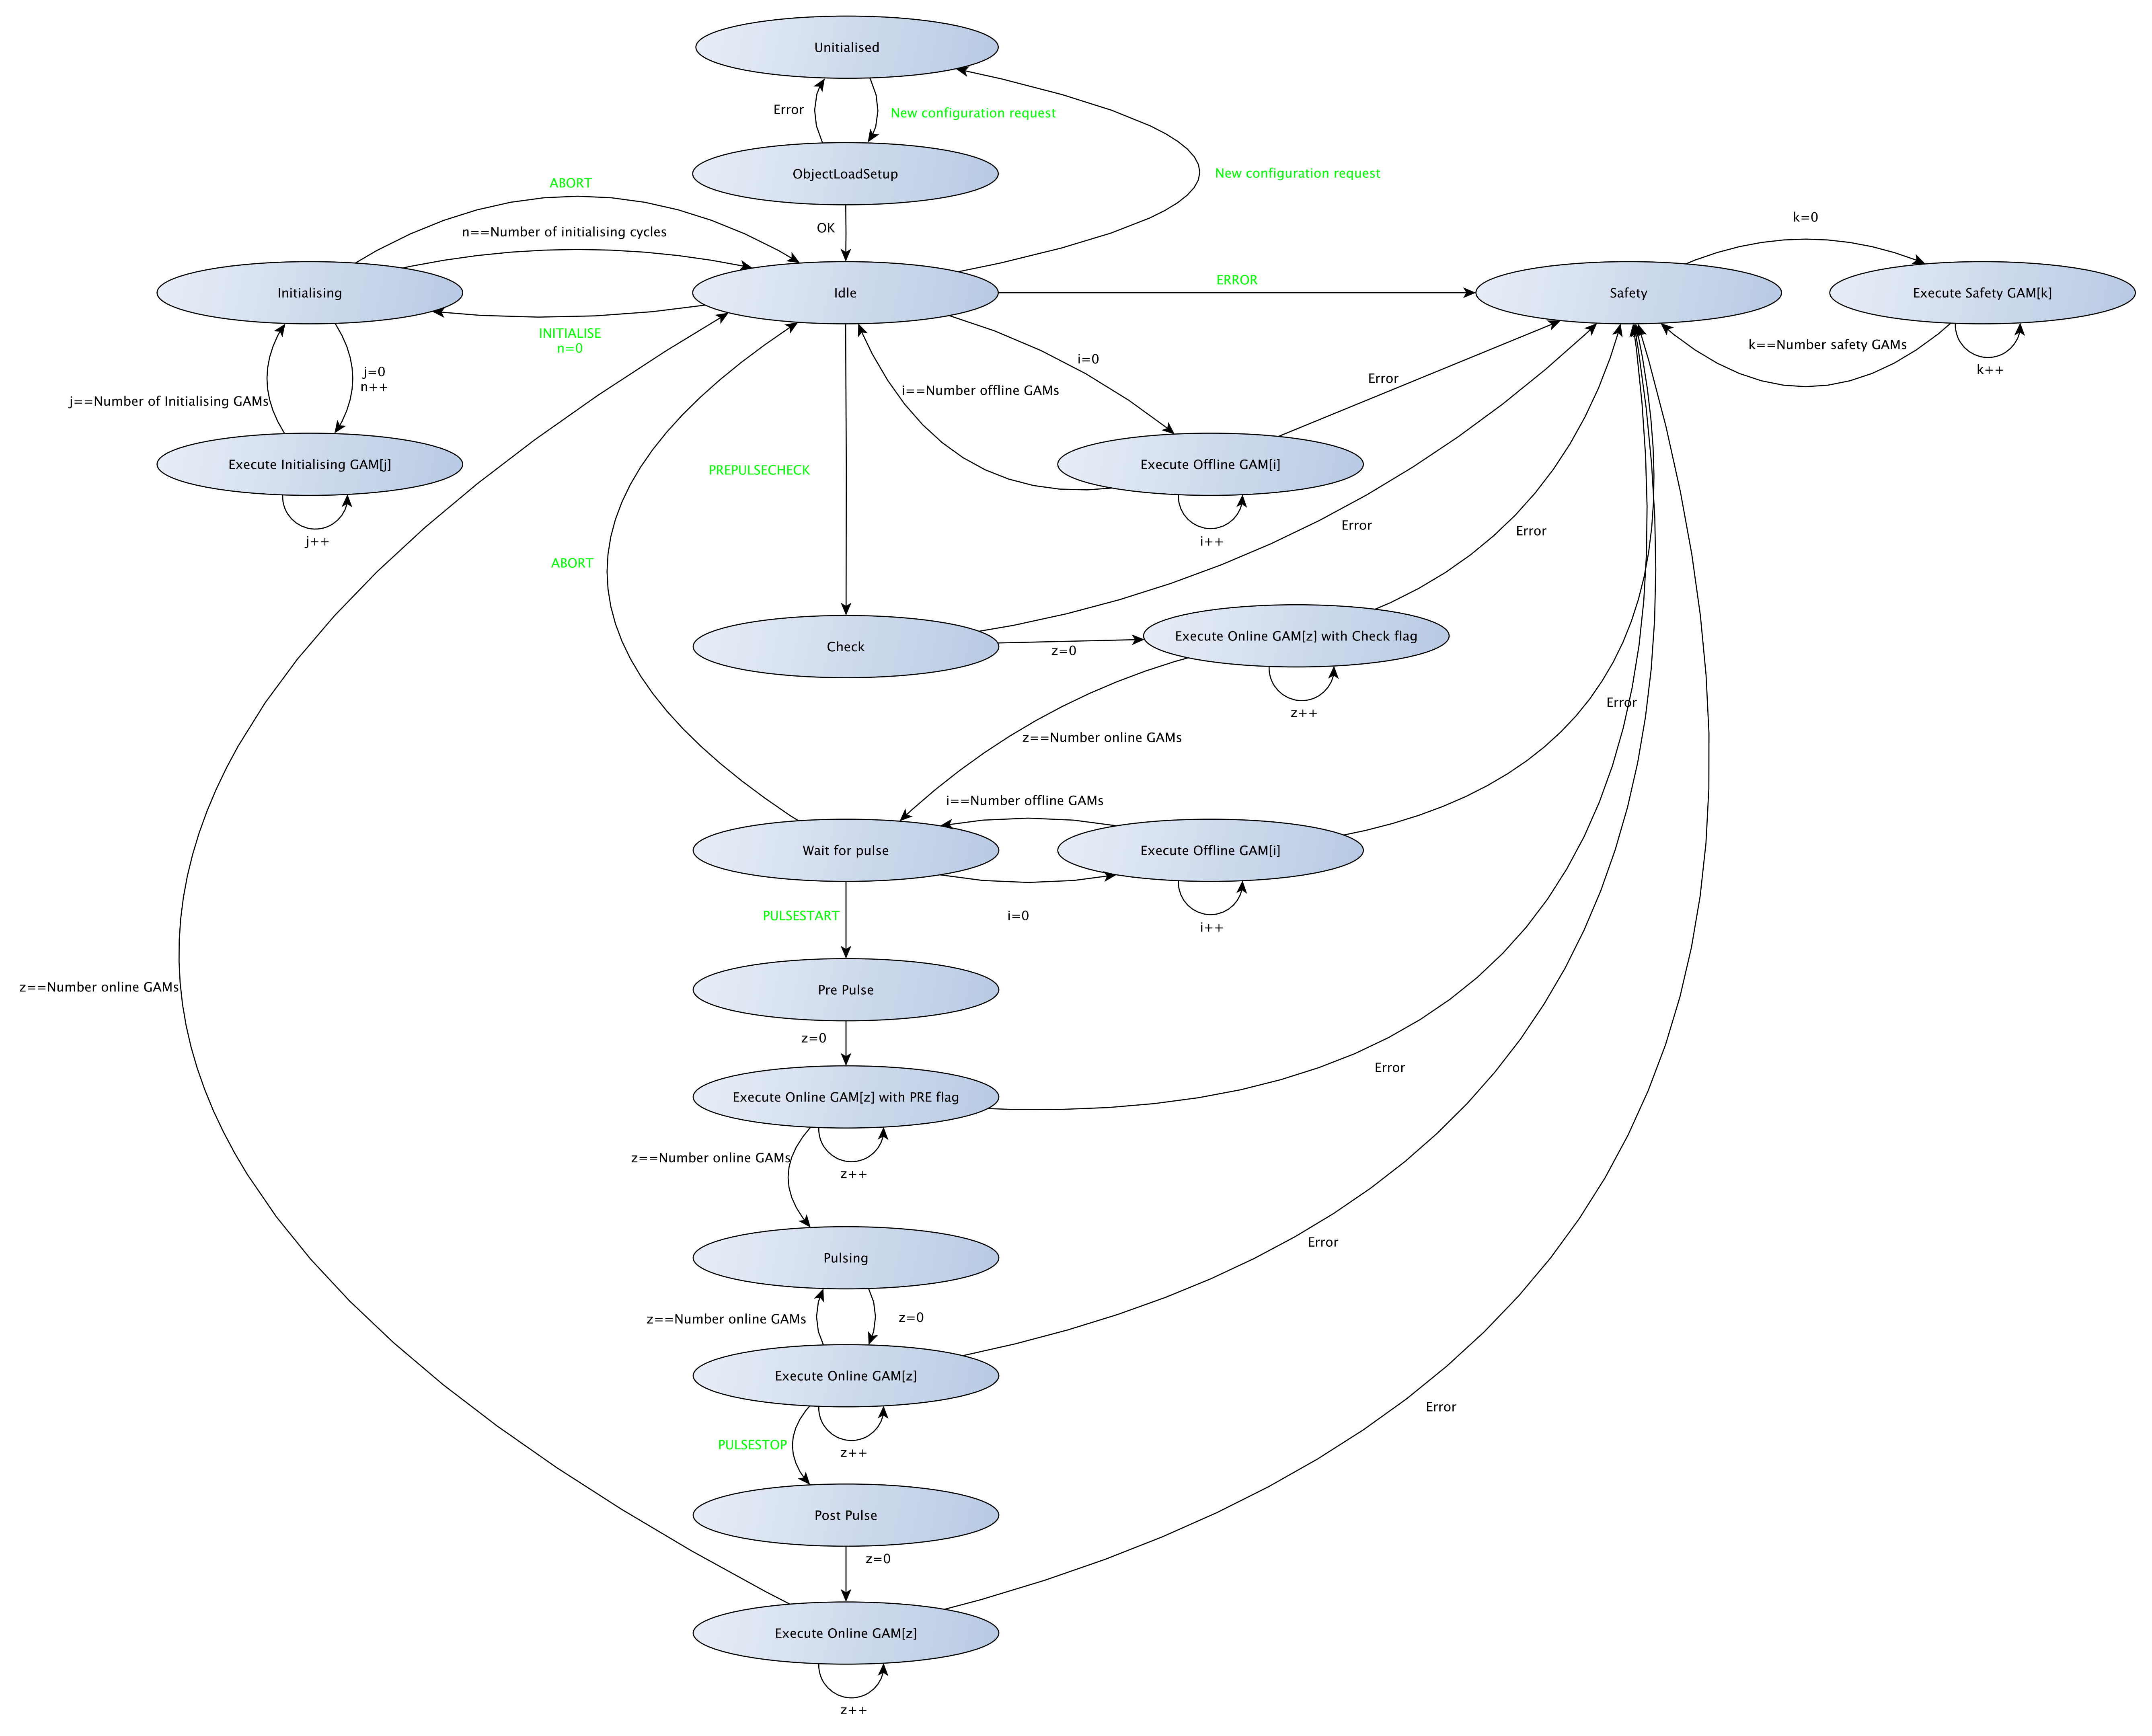 Unitialised
Error
New configuration request
ObjectLoadSetup
New configuration request
ABORT
k=0
OK
n==Number of initialising cycles
ERROR
Initialising
Idle
Safety
Execute Safety GAM[k]
INITIALISE
n=0
k==Number safety GAMs
i=0
k++
j=0
n++
Error
i==Number offline GAMs
j==Number of Initialising GAMs
Execute Initialising GAM[j]
PREPULSECHECK
Execute Offline GAM[i]
Error
Error
j++
i++
ABORT
Execute Online GAM[z] with Check flag
Check
z=0
Error
z++
z==Number online GAMs
i==Number offline GAMs
Wait for pulse
Execute Offline GAM[i]
PULSESTART
i=0
i++
z==Number online GAMs
Pre Pulse
z=0
Error
Execute Online GAM[z] with PRE flag
z==Number online GAMs
z++
Error
Pulsing
z==Number online GAMs
z=0
Execute Online GAM[z]
Error
PULSESTOP
z++
Post Pulse
z=0
Execute Online GAM[z]
z++